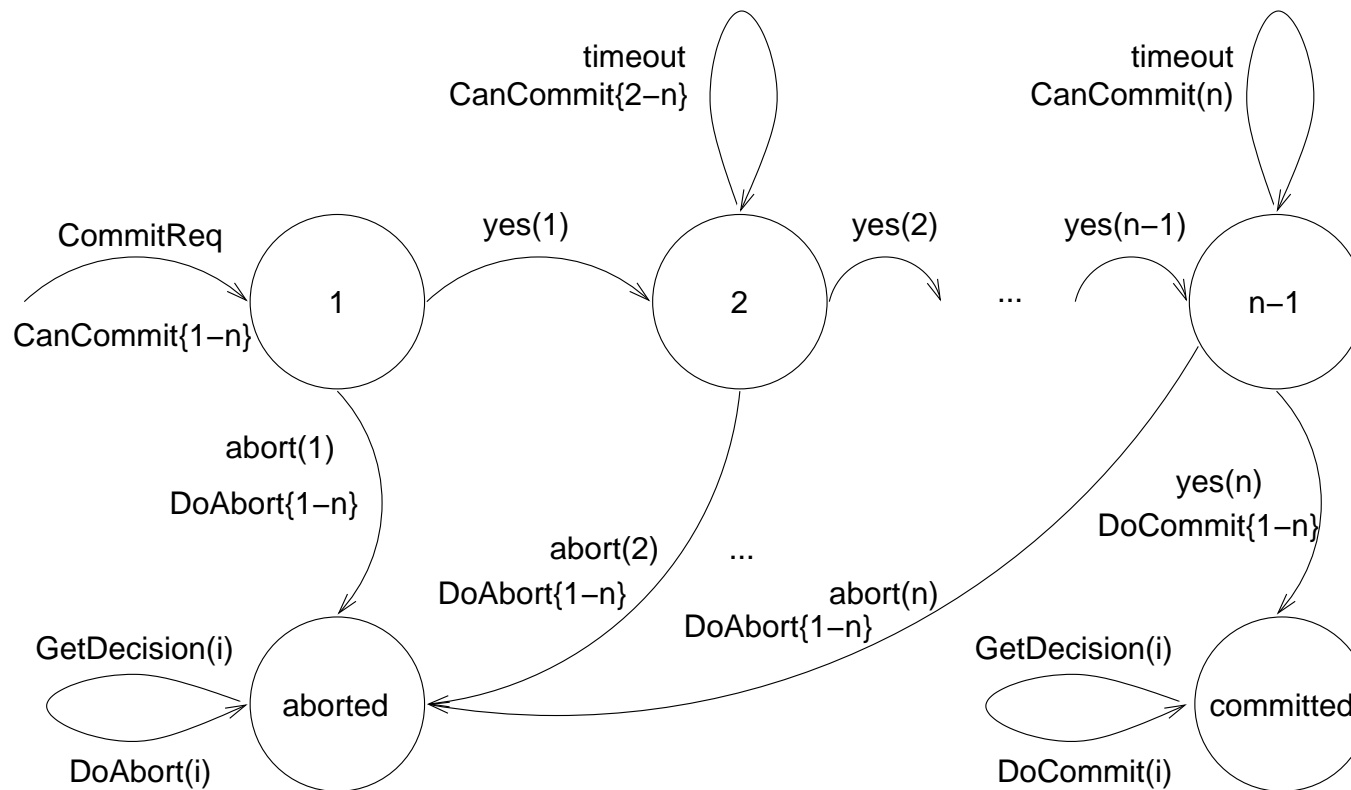 timeout
CanCommit{2−n}
timeout
CanCommit(n)
CommitReq
CanCommit{1−n}
1
yes(1)
2
yes(2)
...
yes(n−1)
n−1
abort(1)
DoAbort{1−n}
abort(2)
DoAbort{1−n}
...
abort(n)
DoAbort{1−n}
yes(n)
DoCommit{1−n}
GetDecision(i)
aborted
DoAbort(i)
GetDecision(i)
committed
DoCommit(i)